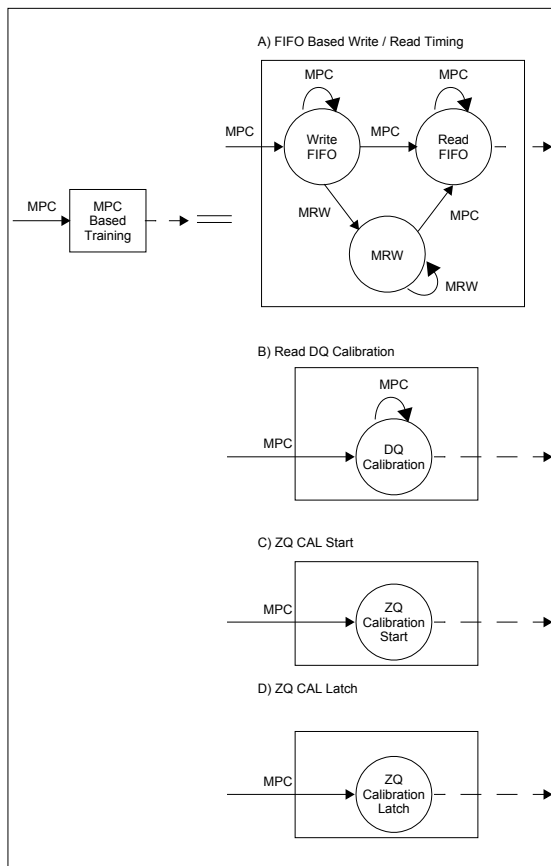 A) FIFO Based Write / Read Timing
MPC
MPC
MPC
Write
FIFO
MPC
Read
FIFO
MPC
MPC
Based
Training
MRW
MPC
MRW
MRW
B) Read DQ Calibration
MPC
MPC
DQ
Calibration
C) ZQ CAL Start
MPC
ZQ
Calibration
Start
D) ZQ CAL Latch
MPC
ZQ
Calibration
Latch